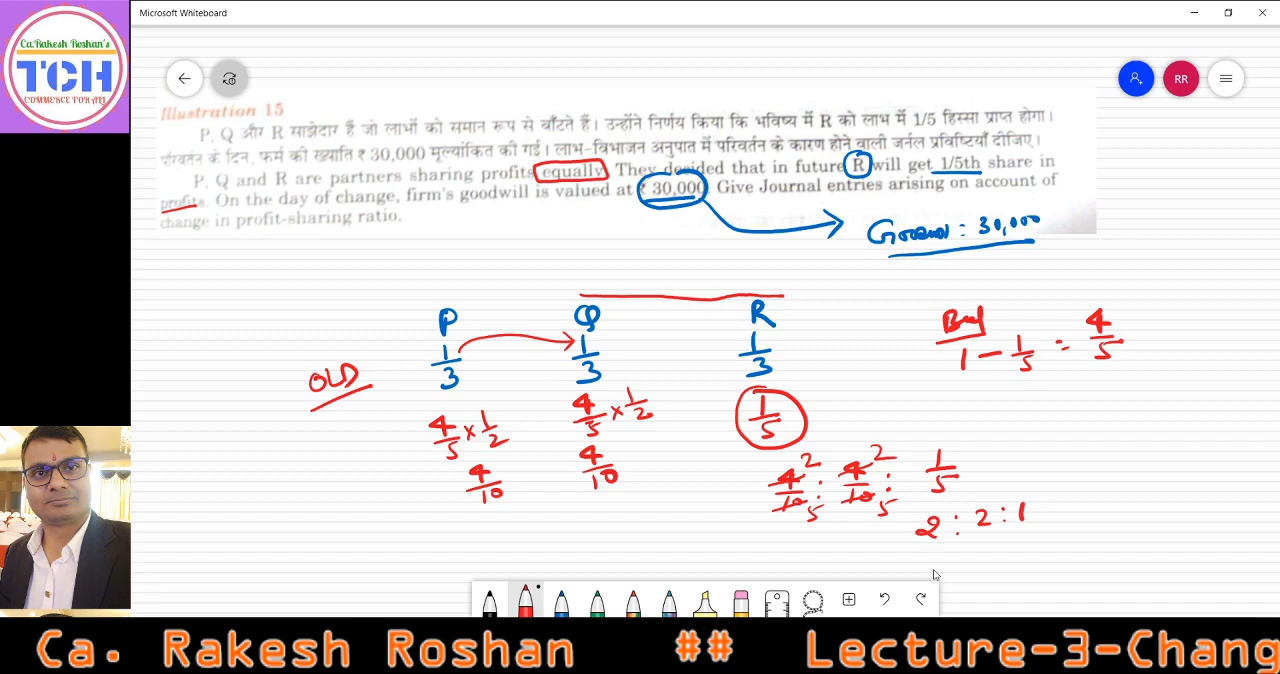 Microsoft Whiteboard
Ca.Rakesh Roshan's
TCH
COMMERCE FOR ALL
RR
Illustration 15
P, Q और R साझेदार हैं जो लाभों को समान रूप से बाँटते हैं। उन्होंने निर्णय किया कि भविष्य में R को लाभ में 1/5 हिस्सा प्राप्त होगा।
परिवर्तन के दिन, फर्म की ख्याति ₹ 30,000 मूल्यांकित की गई। लाभ-विभाजन अनुपात में परिवर्तन के कारण होने वाली जर्नल प्रविष्टियाँ दीजिए।
P, Q and R are partners sharing profits equally. They decided that in future R will get 1/5th share in
profits. On the day of change, firm's goodwill is valued at ₹ 30,000. Give Journal entries arising on account of
change in profit-sharing ratio.
: 30,000
P Q R
OLD 1/3 1/3 1/3
1 - 1/5 = 4/5
4/5 × 1/2 4/5 × 1/2 1/5
4/10 4/10
4/10 2 5 : 4/10 2 5 : 1/5
2 : 2 : 1
Ca. Rakesh Roshan ## Lecture-3-Chang